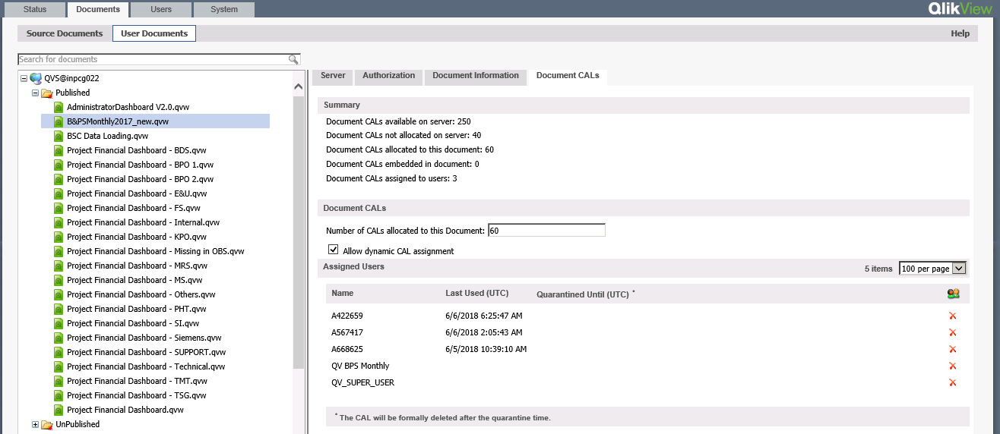 Status Documents Users System QlikView
Source Documents User Documents Help
Search for documents
QVS@inpcg022
Published
AdministratorDashboard V2.0.qvw
B&PSMonthly2017_new.qvw
BSC Data Loading.qvw
Project Financial Dashboard - BDS.qvw
Project Financial Dashboard - BPO 1.qvw
Project Financial Dashboard - BPO 2.qvw
Project Financial Dashboard - E&U.qvw
Project Financial Dashboard - FS.qvw
Project Financial Dashboard - Internal.qvw
Project Financial Dashboard - KPO.qvw
Project Financial Dashboard - Missing in OBS.qvw
Project Financial Dashboard - MRS.qvw
Project Financial Dashboard - MS.qvw
Project Financial Dashboard - Others.qvw
Project Financial Dashboard - PHT.qvw
Project Financial Dashboard - SI.qvw
Project Financial Dashboard - Siemens.qvw
Project Financial Dashboard - SUPPORT.qvw
Project Financial Dashboard - Technical.qvw
Project Financial Dashboard - TMT.qvw
Project Financial Dashboard - TSG.qvw
Project Financial Dashboard.qvw
UnPublished
Server Authorization Document Information Document CALs
Summary
Document CALs available on server: 250
Document CALs not allocated on server: 40
Document CALs allocated to this document: 60
Document CALs embedded in document: 0
Document CALs assigned to users: 3
Document CALs
Number of CALs allocated to this Document: 60
Allow dynamic CAL assignment
Assigned Users 5 items 100 per page
Name Last Used (UTC) Quarantined Until (UTC) *
A422659 6/6/2018 6:25:47 AM
A567417 6/6/2018 2:05:43 AM
A668625 6/5/2018 10:39:10 AM
QV BPS Monthly
QV_SUPER_USER
* The CAL will be formally deleted after the quarantine time.